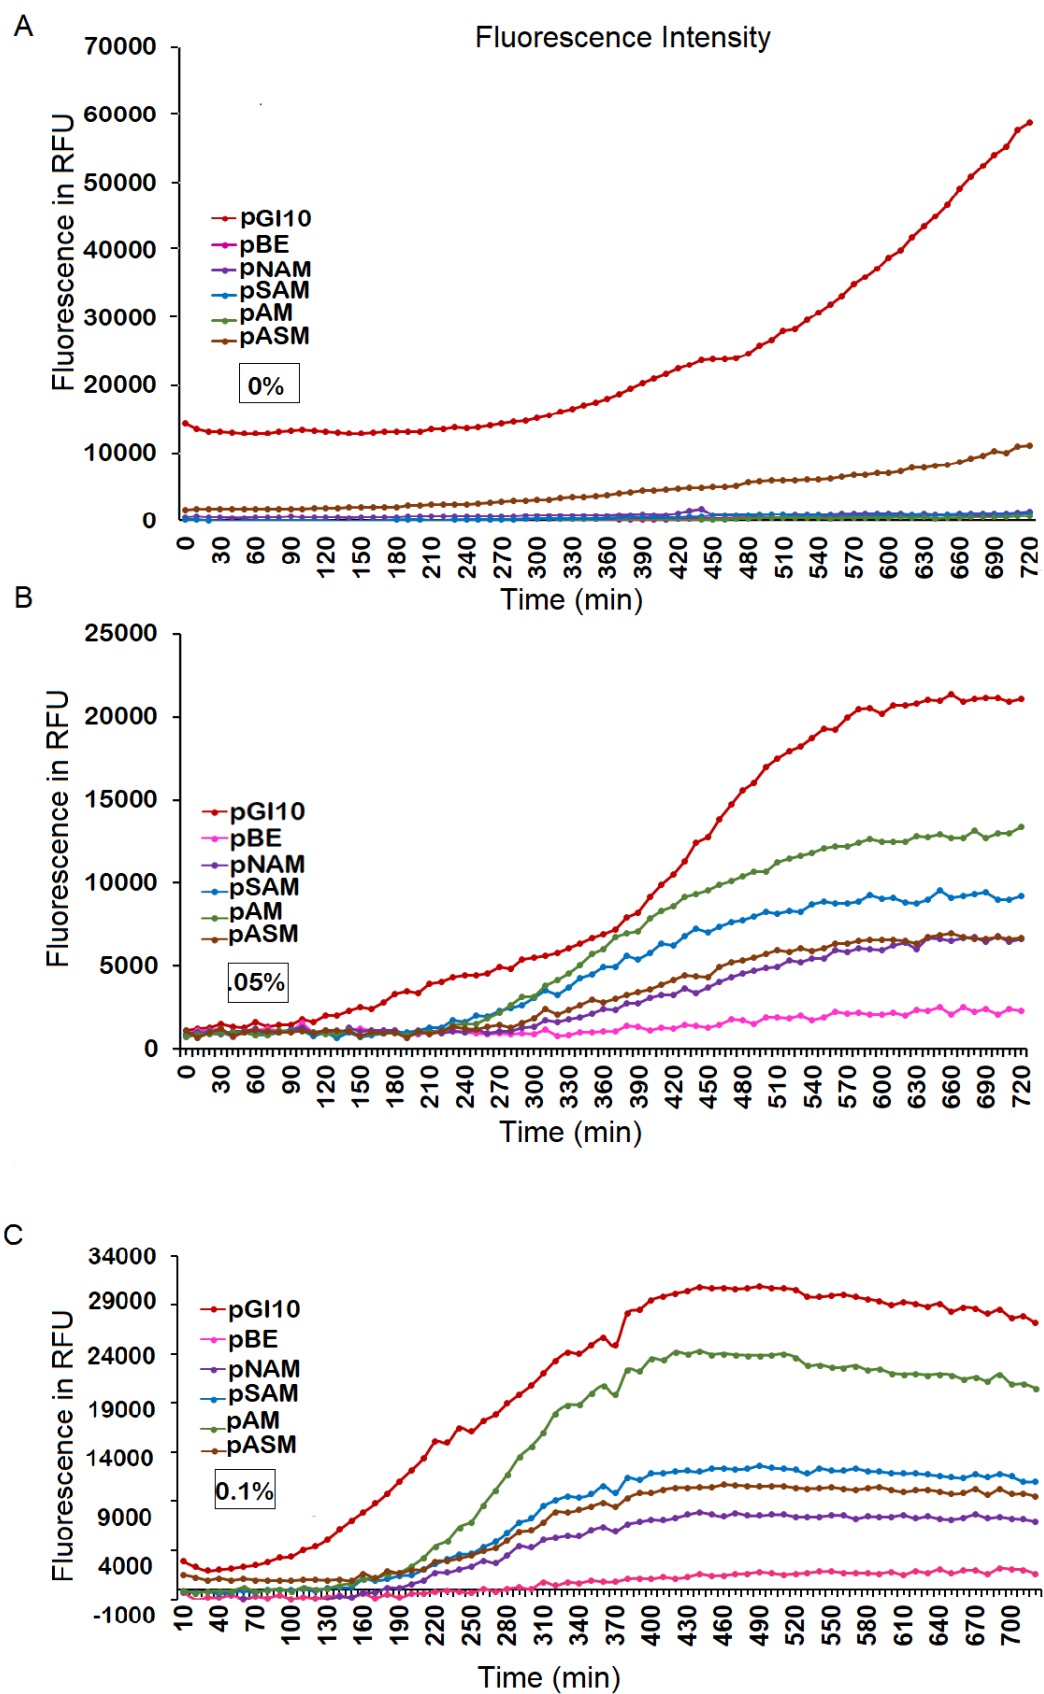 A
Fluorescence Intensity
70000
60000
50000
40000
30000
20000
10000
0
Fluorescence in RFU
pGI10
pBE
pNAM
pSAM
pAM
pASM
0%
0 30 60 90 120 150 180 210 240 270 300 330 360 390 420 450 480 510 540 570 600 630 660 690 720
Time (min)
B
25000
20000
15000
10000
5000
0
Fluorescence in RFU
pGI10
pBE
pNAM
pSAM
pAM
pASM
.05%
0 30 60 90 120 150 180 210 240 270 300 330 360 390 420 450 480 510 540 570 600 630 660 690 720
Time (min)
C
34000
29000
24000
19000
14000
9000
4000
-1000
Fluorescence in RFU
pGI10
pBE
pNAM
pSAM
pAM
pASM
0.1%
10 40 70 100 130 160 190 220 250 280 310 340 370 400 430 460 490 520 550 580 610 640 670 700
Time (min)